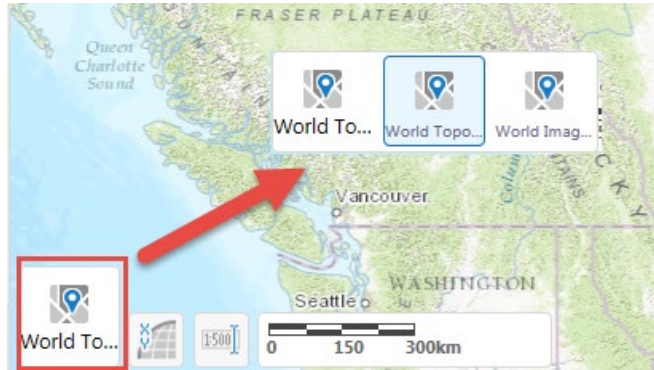 FRASER PLATEAU
Queen
Charlotte
Sound
World To...
World Topo...
World Imag...
Vancouver
WASHINGTON
Seattle
World To...
X
Y
1:500
0 150 300km